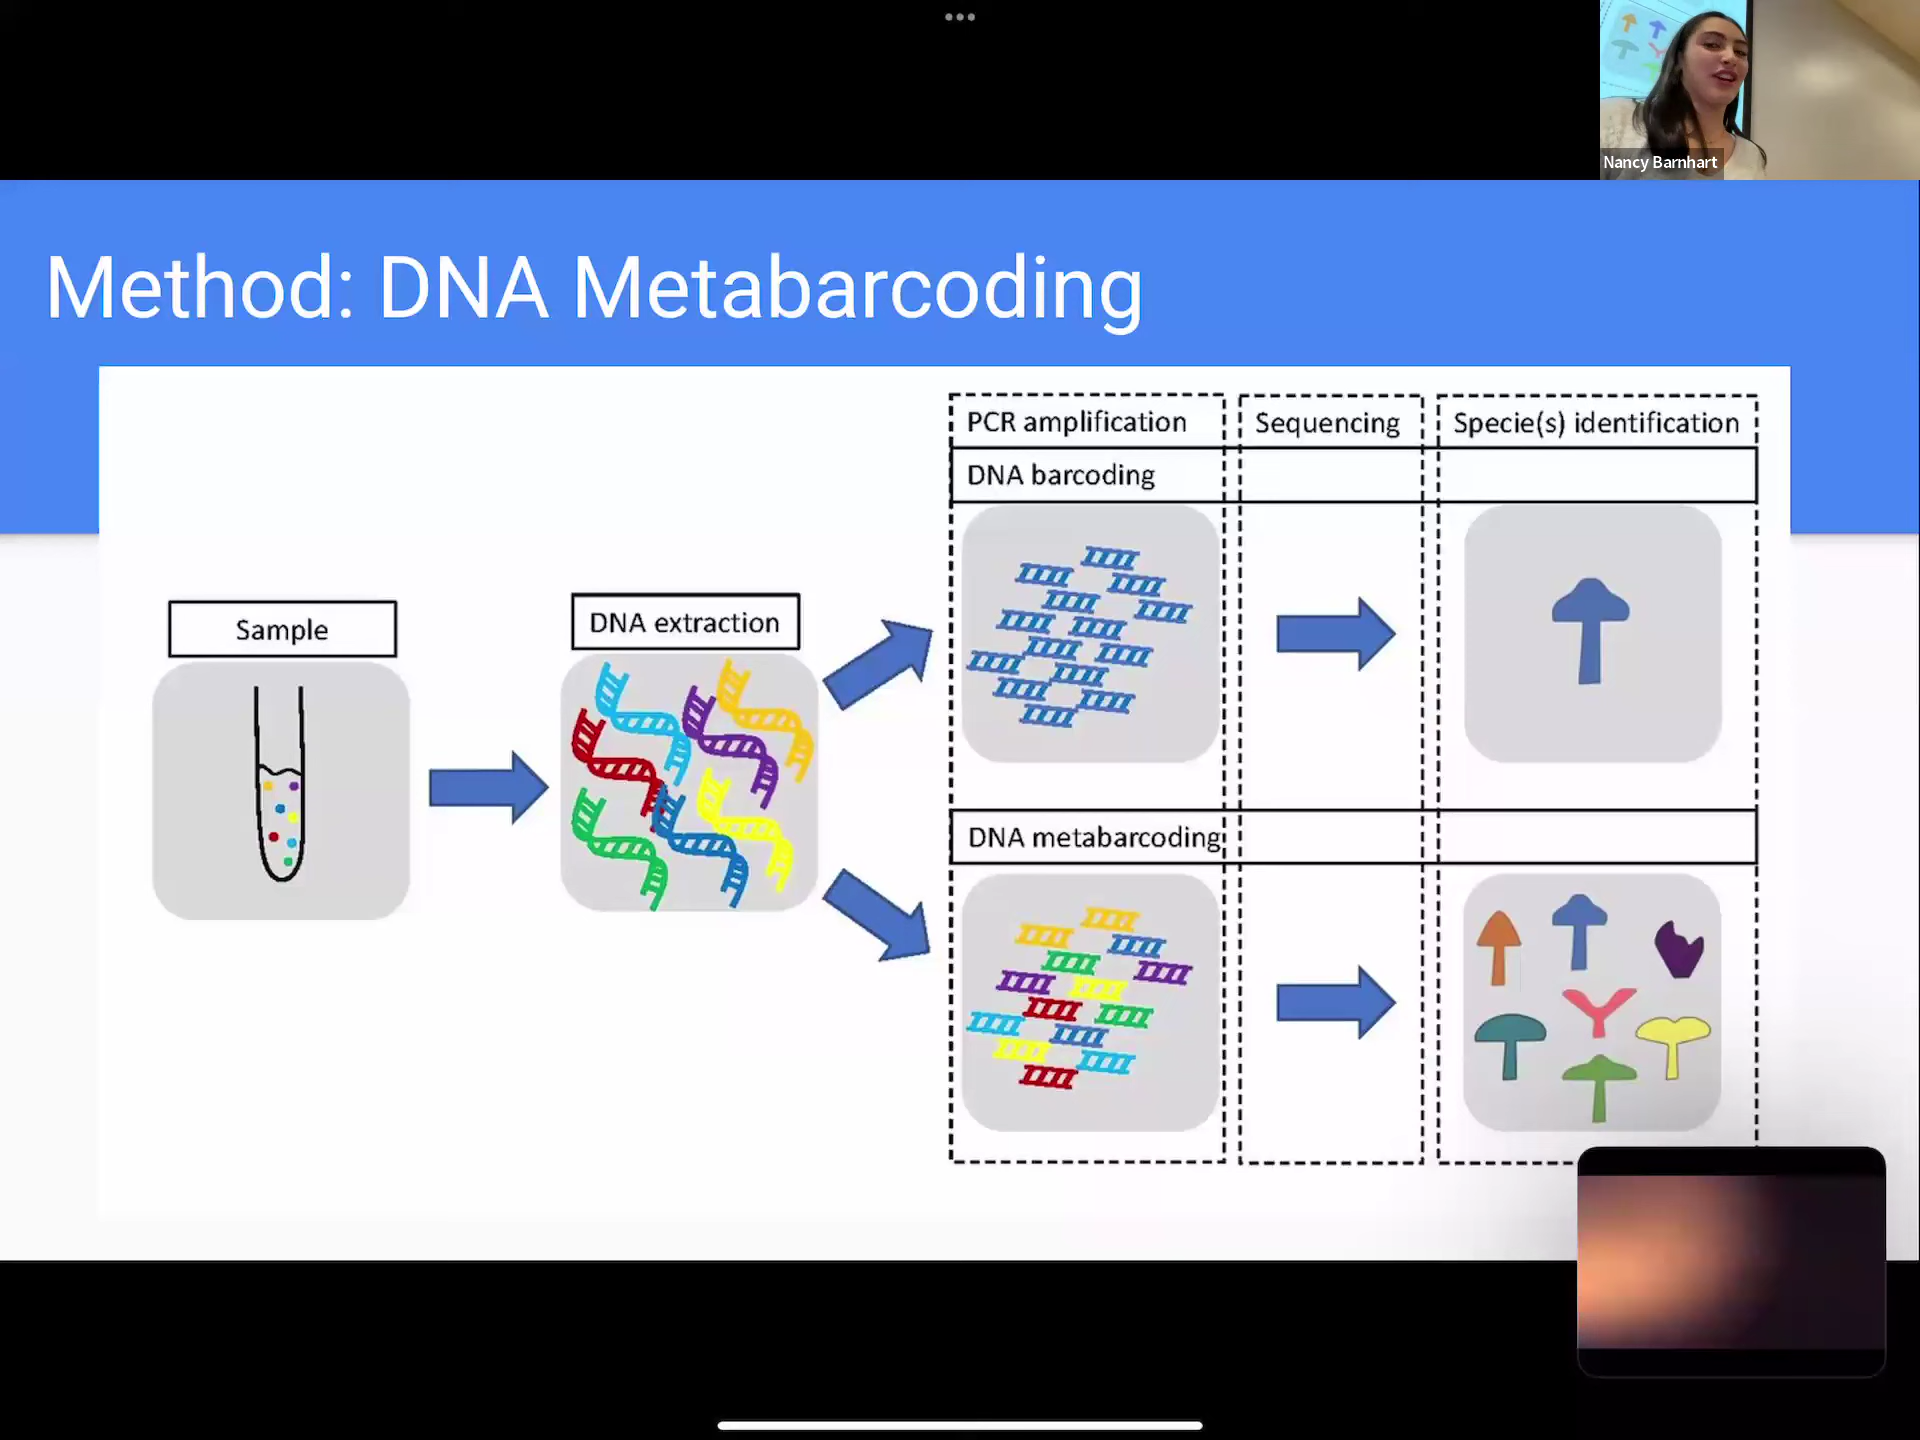 Nancy Barnhart
Method: DNA Metabarcoding
PCR amplification
Sequencing
Specie(s) identification
DNA barcoding
Sample
DNA extraction
DNA metabarcoding